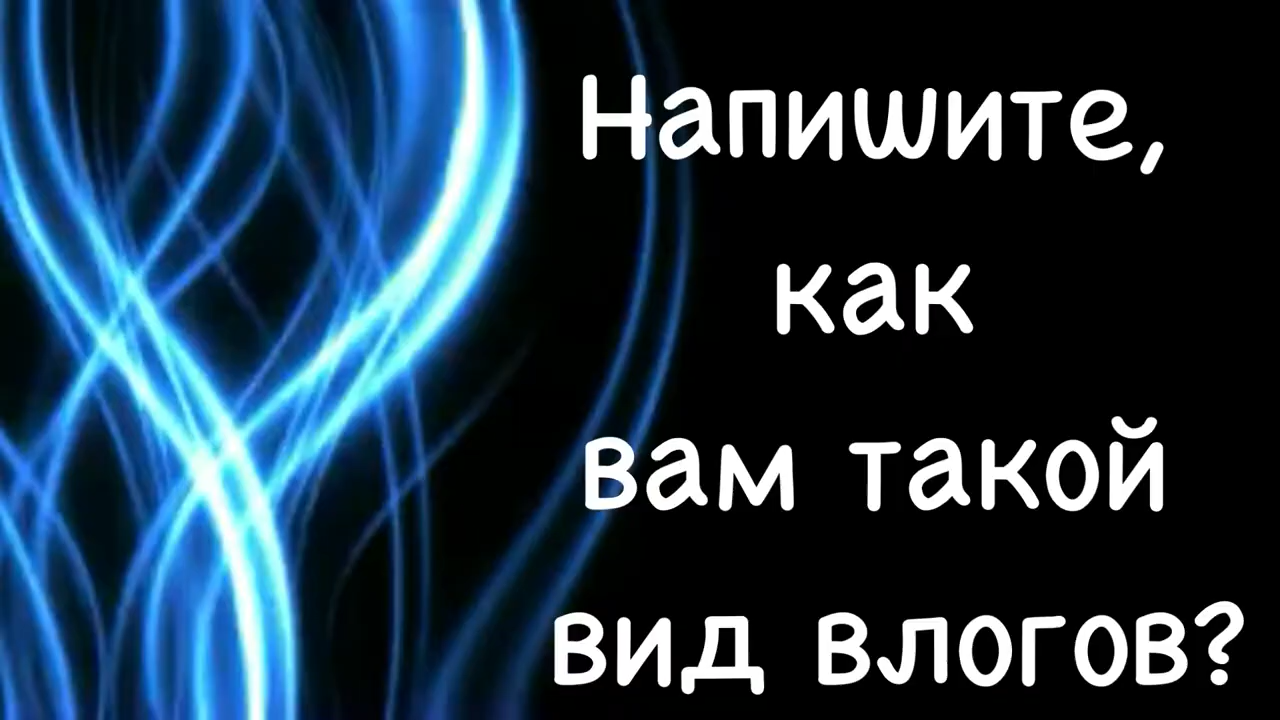 Напишите,
как
вам такой
вид влогов?